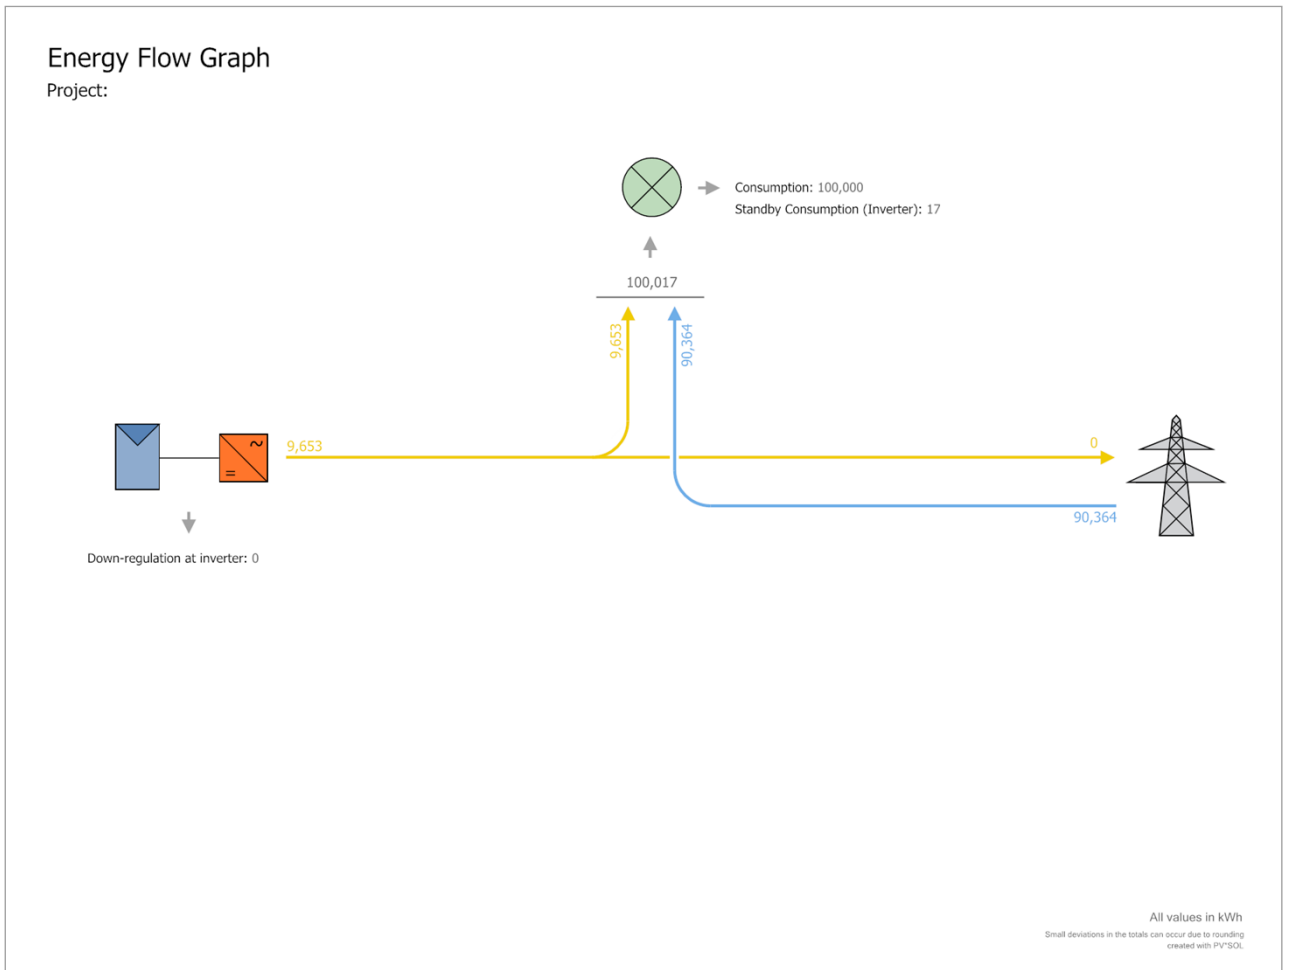 Energy Flow Graph
Project:
Consumption: 100,000
Standby Consumption (Inverter): 17
100,017
9,653
90,364
9,653
0
90,364
Down-regulation at inverter: 0
All values in kWh
Small deviations in the totals can occur due to rounding
created with PV*SOL